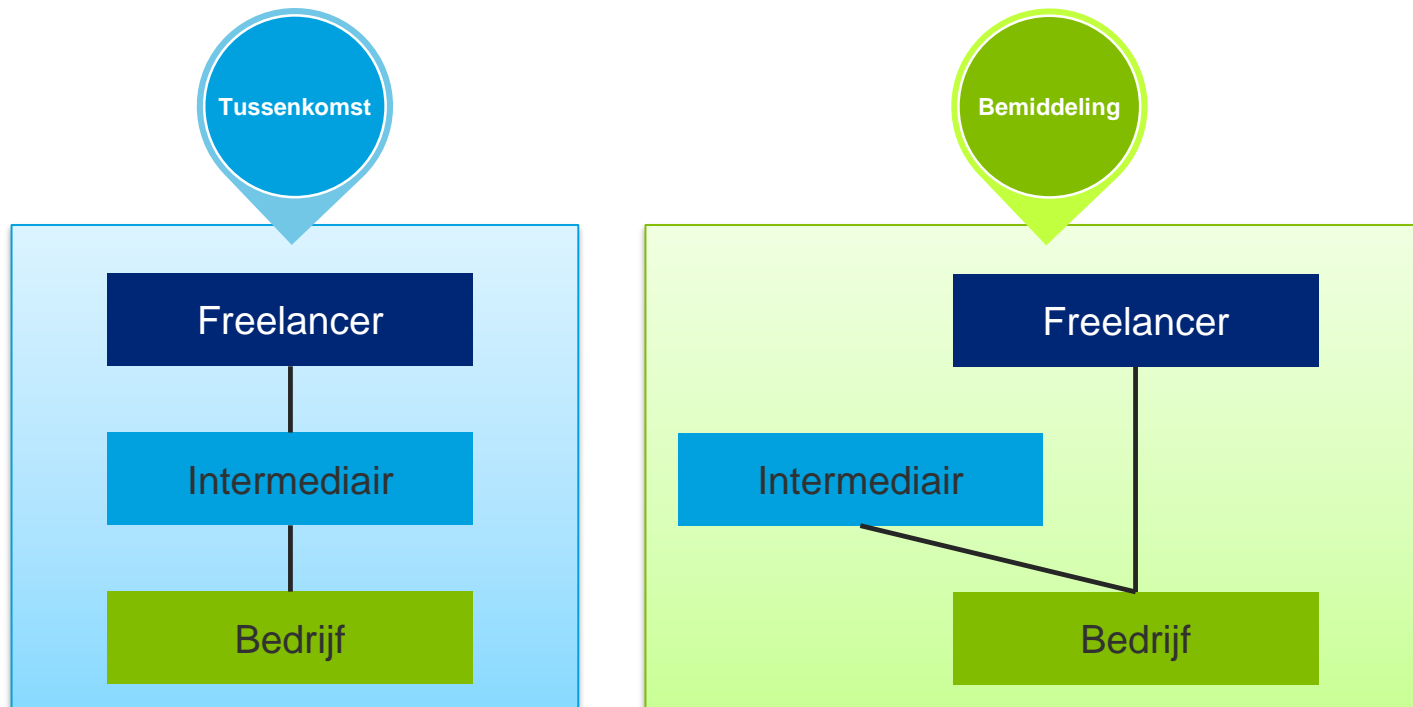 Tussenkomst
Freelancer
Intermediair
Bedrijf
Bemiddeling
Freelancer
Intermediair
Bedrijf